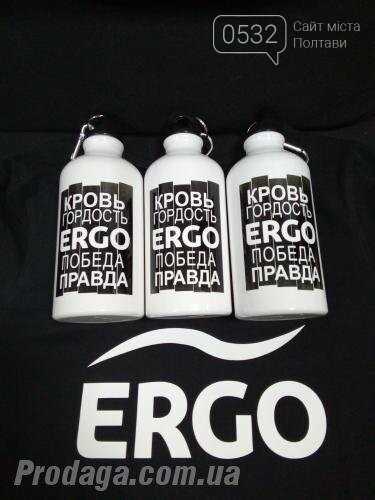 0532
Сайт міста
Полтави
КРОВЬ
ГОРДОСТЬ
ERGO
ПОБЕДА
ПРАВДА
КРОВЬ
ГОРДОСТЬ
ERGO
ПОБЕДА
ПРАВДА
КРОВЬ
ГОРДОСТЬ
ERGO
ПОБЕДА
ПРАВДА
ERGO
Prodaga.com.ua